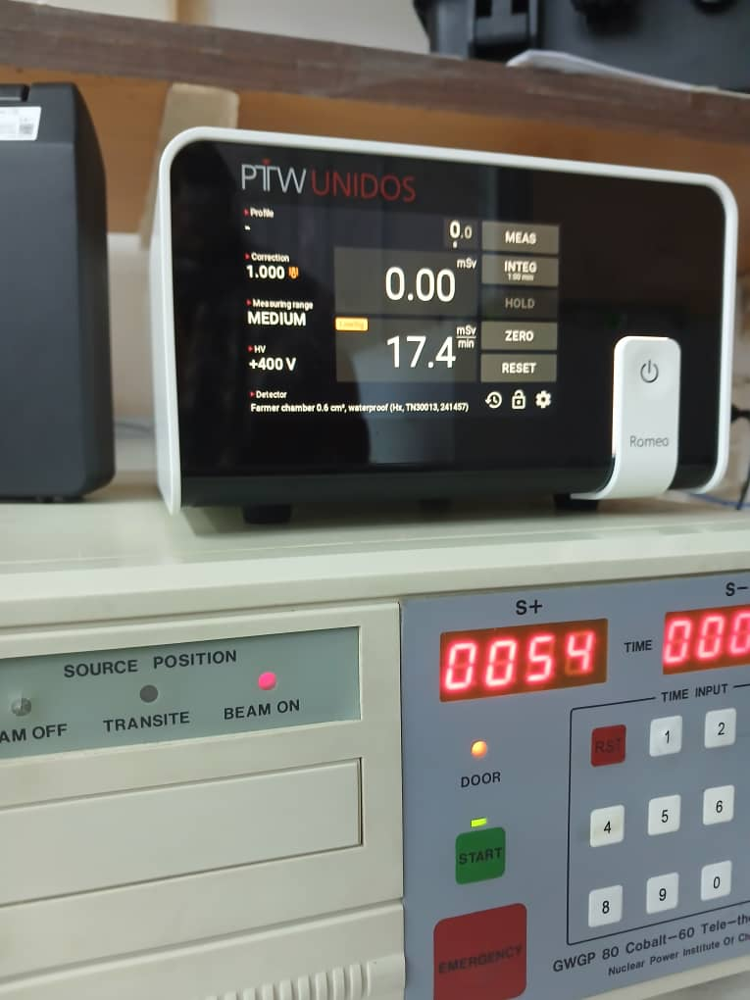 PTW UNIDOS
Profile
-
0.0
MEAS
Correction
1.000
mSv
0.00
INTEG
1:00 min
HOLD
Measuring range
MEDIUM
17.4
mSv
min
ZERO
HV
+400 V
RESET
Detector
Farmer chamber 0.6 cm³, waterproof (Hx, TN30013, 241457)
Romeo
S+
S-
0054
TIME
000
SOURCE POSITION
AM OFF
TRANSITE
BEAM ON
TIME INPUT
RST
1
2
DOOR
4
5
6
START
8
9
0
EMERGENCY
GWGP 80 Cobalt-60 Tele-the
Nuclear Power Institute Of Ch